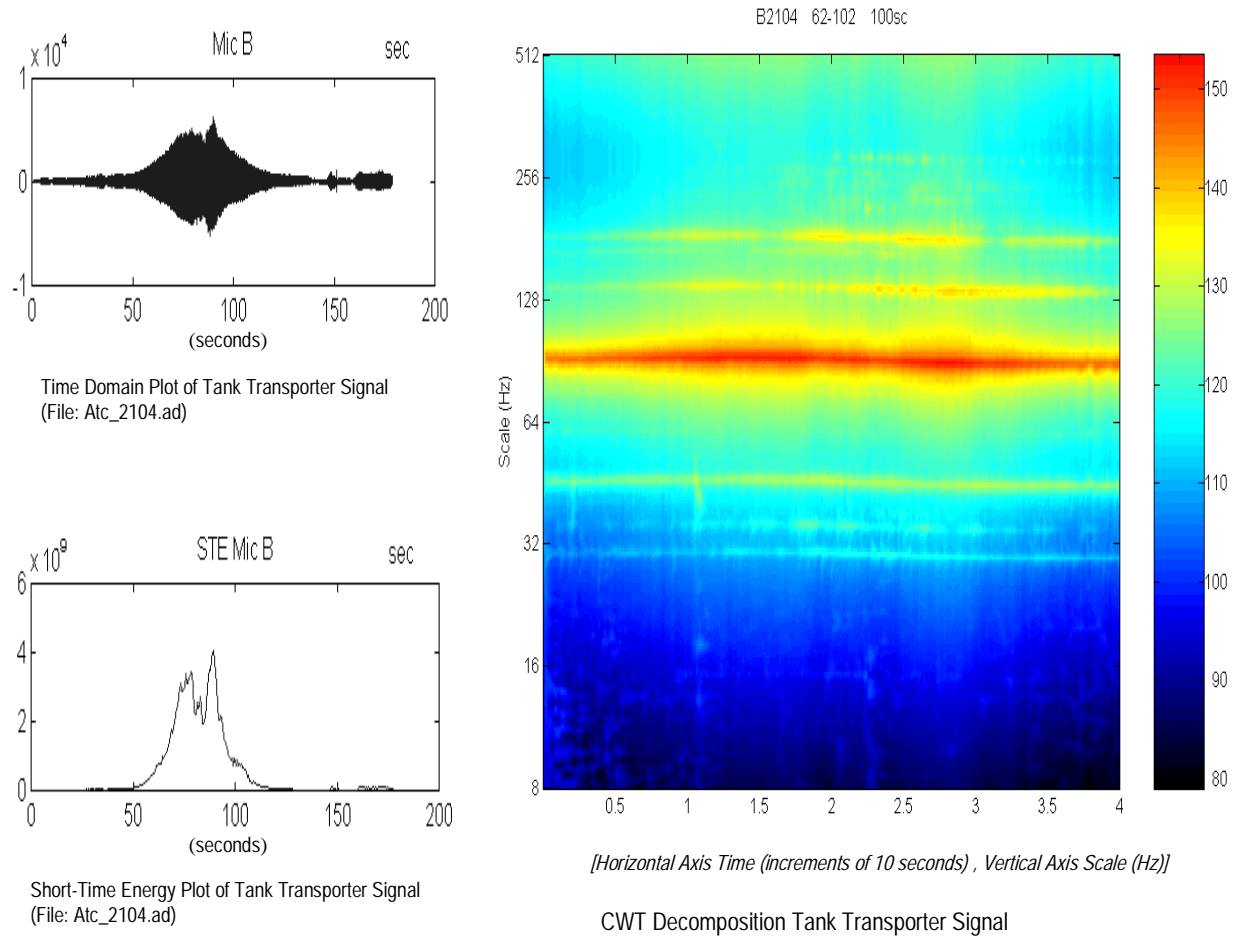 Mic B sec
x 10^4
1
0
-1
0 50 100 150 200
(seconds)
Time Domain Plot of Tank Transporter Signal
(File: Atc_2104.ad)
STE Mic B sec
x 10^9
6
4
2
0
0 50 100 150 200
(seconds)
Short-Time Energy Plot of Tank Transporter Signal
(File: Atc_2104.ad)
B2104 62-102 100sc
512
256
128
64
32
16
8
Scale (Hz)
0.5 1 1.5 2 2.5 3 3.5 4
150
140
130
120
110
100
90
80
[Horizontal Axis Time (increments of 10 seconds) , Vertical Axis Scale (Hz)]
CWT Decomposition Tank Transporter Signal